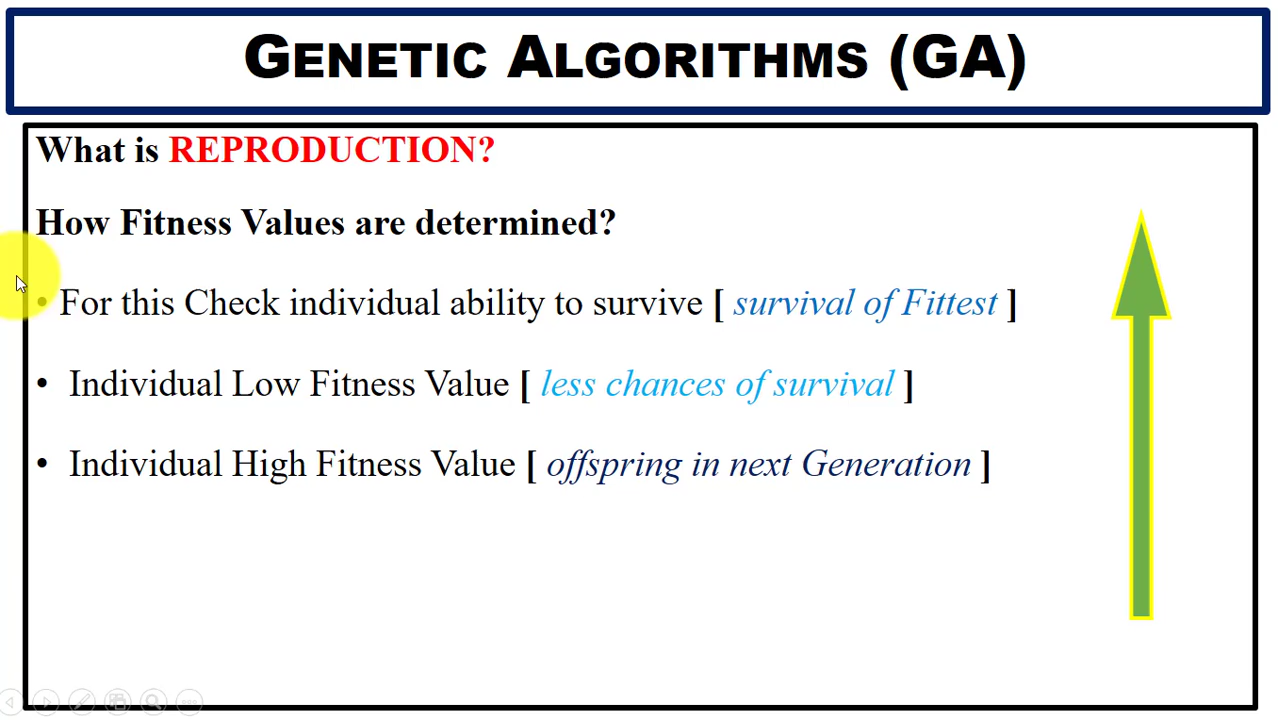 GENETIC ALGORITHMS (GA)
What is REPRODUCTION?
How Fitness Values are determined?
• For this Check individual ability to survive [ survival of Fittest ]
• Individual Low Fitness Value [ less chances of survival ]
• Individual High Fitness Value [ offspring in next Generation ]